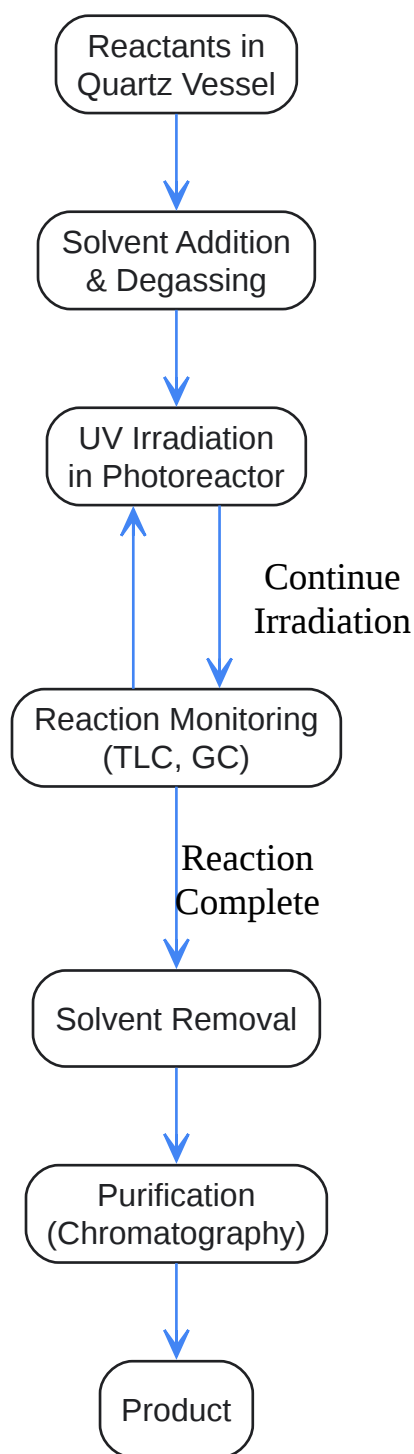 Reactants in
Quartz Vessel
Solvent Addition
& Degassing
UV Irradiation
in Photoreactor
Continue
Irradiation
Reaction Monitoring
(TLC, GC)
Reaction
Complete
Solvent Removal
Purification
(Chromatography)
Product